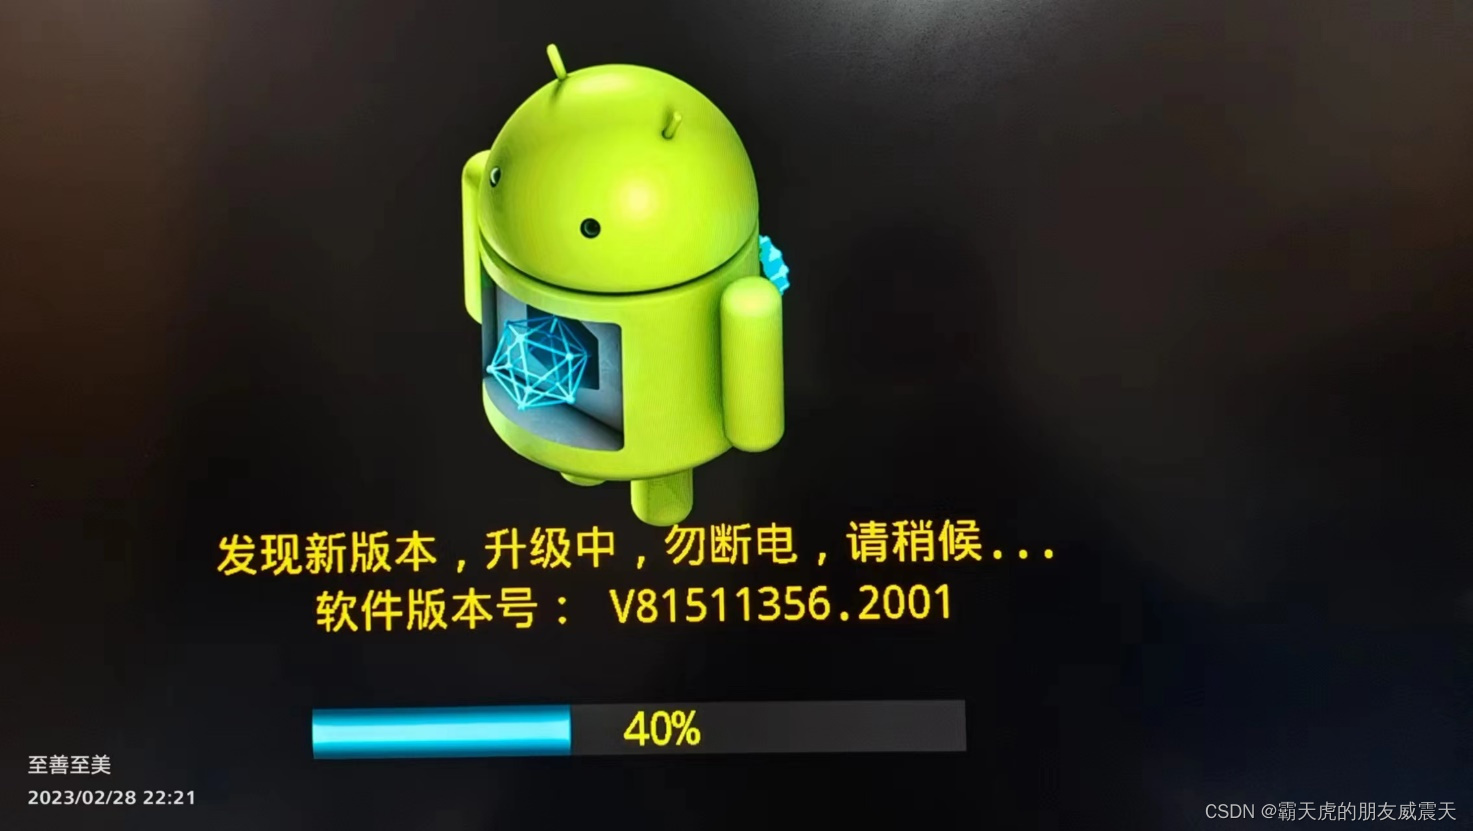 发现新版本，升级中，勿断电，请稍候...
软件版本号： V81511356.2001
40%
至善至美
2023/02/28 22:21
CSDN @霸天虎的朋友威震天